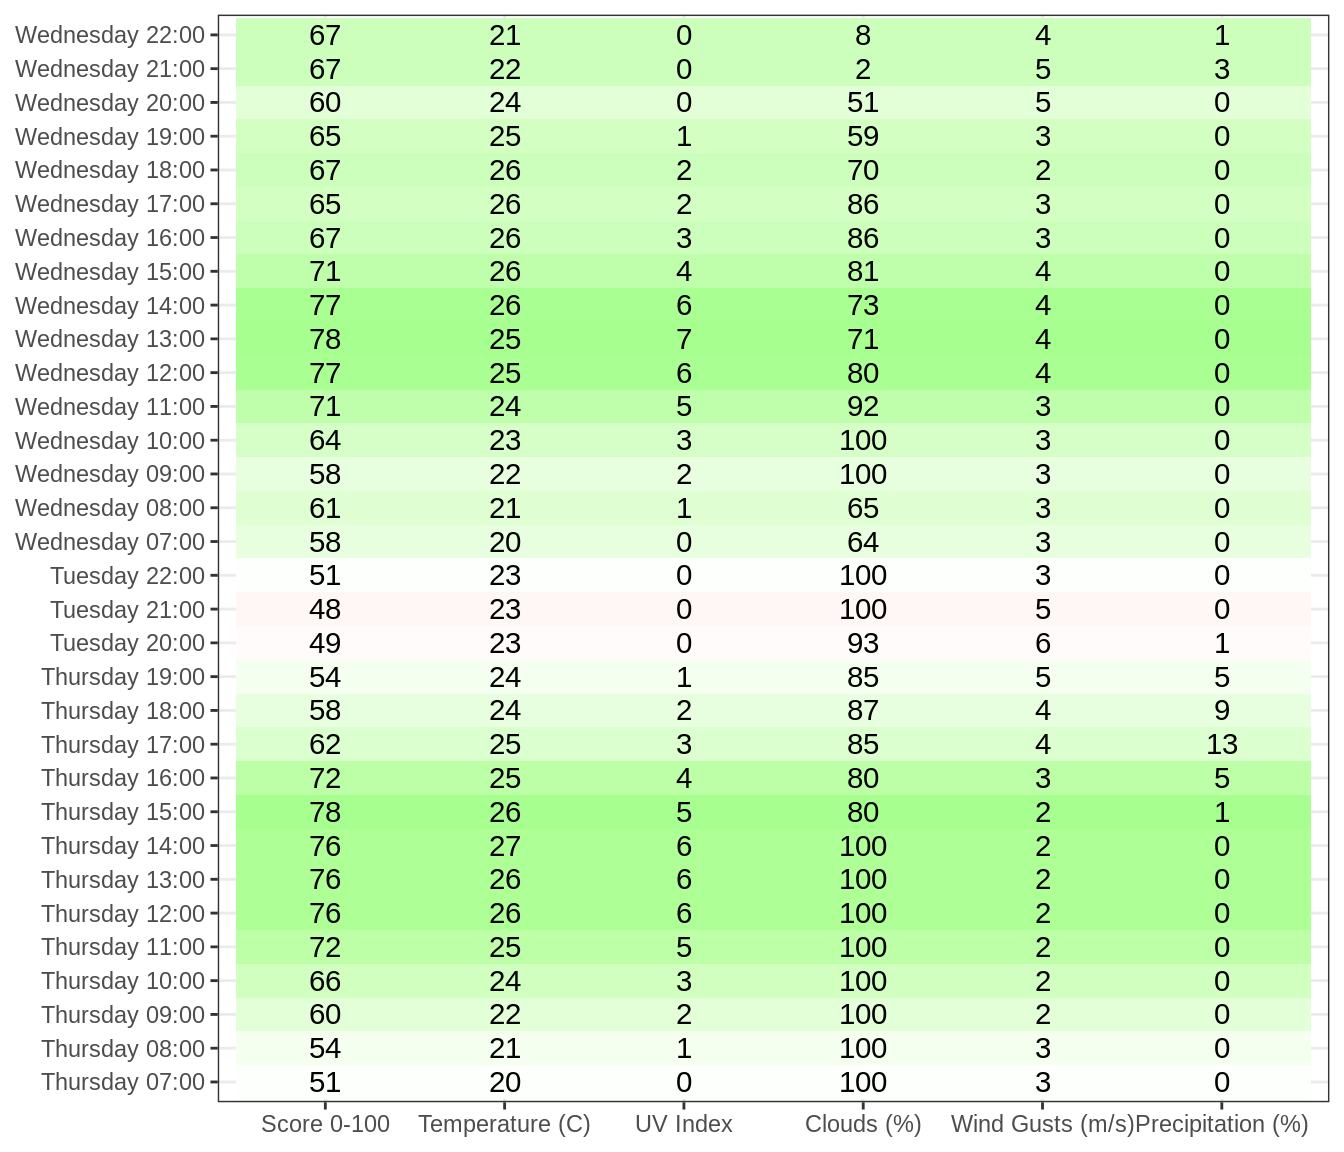 Wednesday 22:00 67 21 0 8 4 1
Wednesday 21:00 67 22 0 2 5 3
Wednesday 20:00 60 24 0 51 5 0
Wednesday 19:00 65 25 1 59 3 0
Wednesday 18:00 67 26 2 70 2 0
Wednesday 17:00 65 26 2 86 3 0
Wednesday 16:00 67 26 3 86 3 0
Wednesday 15:00 71 26 4 81 4 0
Wednesday 14:00 77 26 6 73 4 0
Wednesday 13:00 78 25 7 71 4 0
Wednesday 12:00 77 25 6 80 4 0
Wednesday 11:00 71 24 5 92 3 0
Wednesday 10:00 64 23 3 100 3 0
Wednesday 09:00 58 22 2 100 3 0
Wednesday 08:00 61 21 1 65 3 0
Wednesday 07:00 58 20 0 64 3 0
Tuesday 22:00 51 23 0 100 3 0
Tuesday 21:00 48 23 0 100 5 0
Tuesday 20:00 49 23 0 93 6 1
Thursday 19:00 54 24 1 85 5 5
Thursday 18:00 58 24 2 87 4 9
Thursday 17:00 62 25 3 85 4 13
Thursday 16:00 72 25 4 80 3 5
Thursday 15:00 78 26 5 80 2 1
Thursday 14:00 76 27 6 100 2 0
Thursday 13:00 76 26 6 100 2 0
Thursday 12:00 76 26 6 100 2 0
Thursday 11:00 72 25 5 100 2 0
Thursday 10:00 66 24 3 100 2 0
Thursday 09:00 60 22 2 100 2 0
Thursday 08:00 54 21 1 100 3 0
Thursday 07:00 51 20 0 100 3 0
Score 0-100 Temperature (C) UV Index Clouds (%) Wind Gusts (m/s) Precipitation (%)